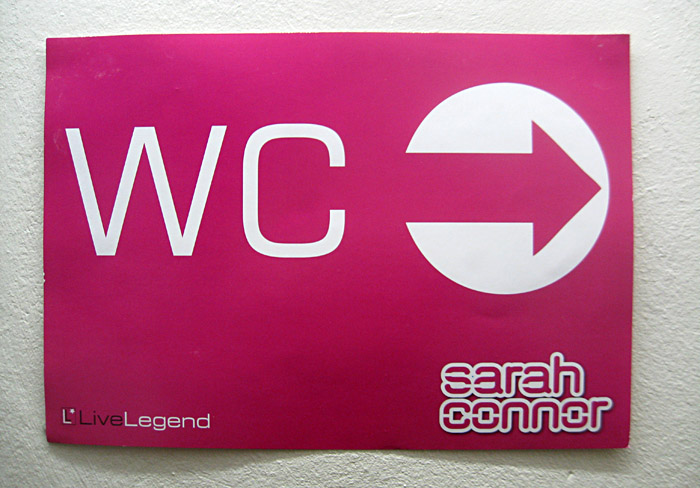 WC
sarah
connor
L* LiveLegend